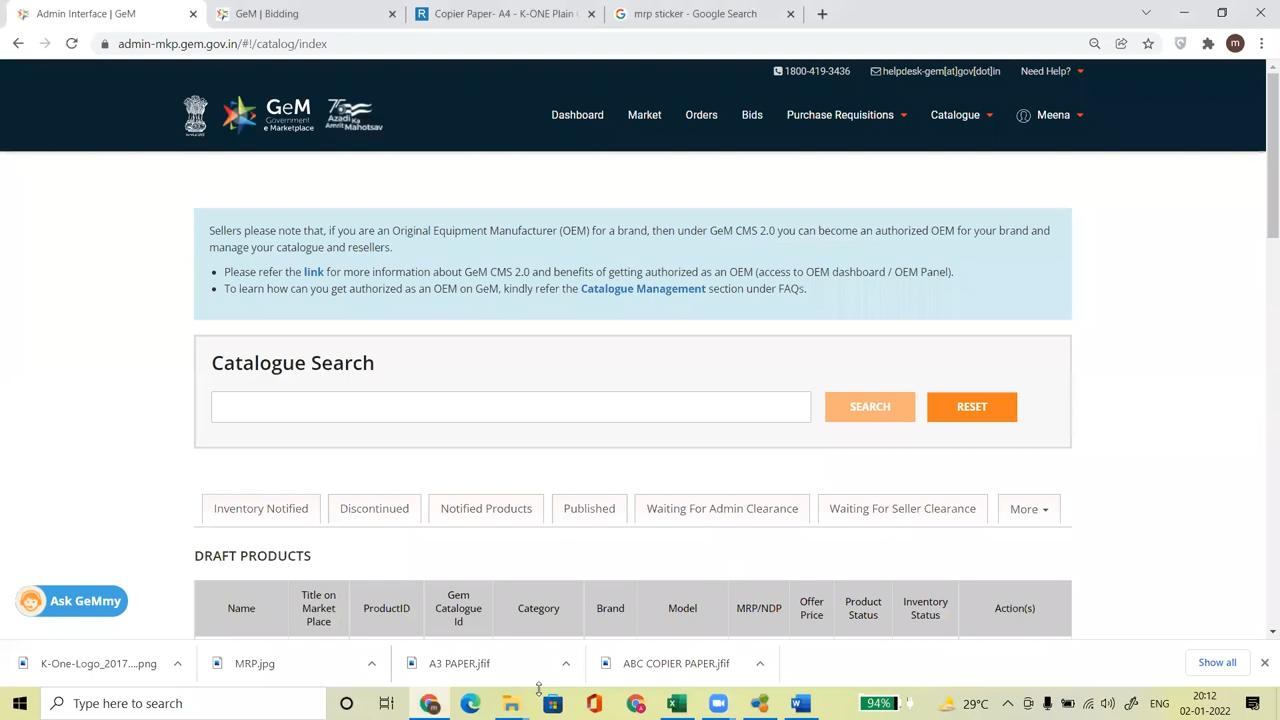 Admin Interface | GeM
GeM | Bidding
Copier Paper- A4 - K-ONE Plain
mrp sticker - Google Search
admin-mkp.gem.gov.in/#!/catalog/index
m
1800-419-3436
helpdesk-gem[at]gov[dot]in
Need Help?
GeM
Government
e Marketplace
75
Azadi Ka
Amrit Mahotsav
Dashboard
Market
Orders
Bids
Purchase Requisitions
Catalogue
Meena
Sellers please note that, if you are an Original Equipment Manufacturer (OEM) for a brand, then under GeM CMS 2.0 you can become an authorized OEM for your brand and
manage your catalogue and resellers.
Please refer the link for more information about GeM CMS 2.0 and benefits of getting authorized as an OEM (access to OEM dashboard / OEM Panel).
To learn how can you get authorized as an OEM on GeM, kindly refer the Catalogue Management section under FAQs.
Catalogue Search
SEARCH
RESET
Inventory Notified
Discontinued
Notified Products
Published
Waiting For Admin Clearance
Waiting For Seller Clearance
More
DRAFT PRODUCTS
Name
Title on
Market
Place
ProductID
Gem
Catalogue
Id
Category
Brand
Model
MRP/NDP
Offer
Price
Product
Status
Inventory
Status
Action(s)
Ask GeMmy
K-One-Logo_2017....png
MRP.jpg
A3 PAPER.jfif
ABC COPIER PAPER.jfif
Show all
Type here to search
94%
29°C
ENG
20:12
02-01-2022